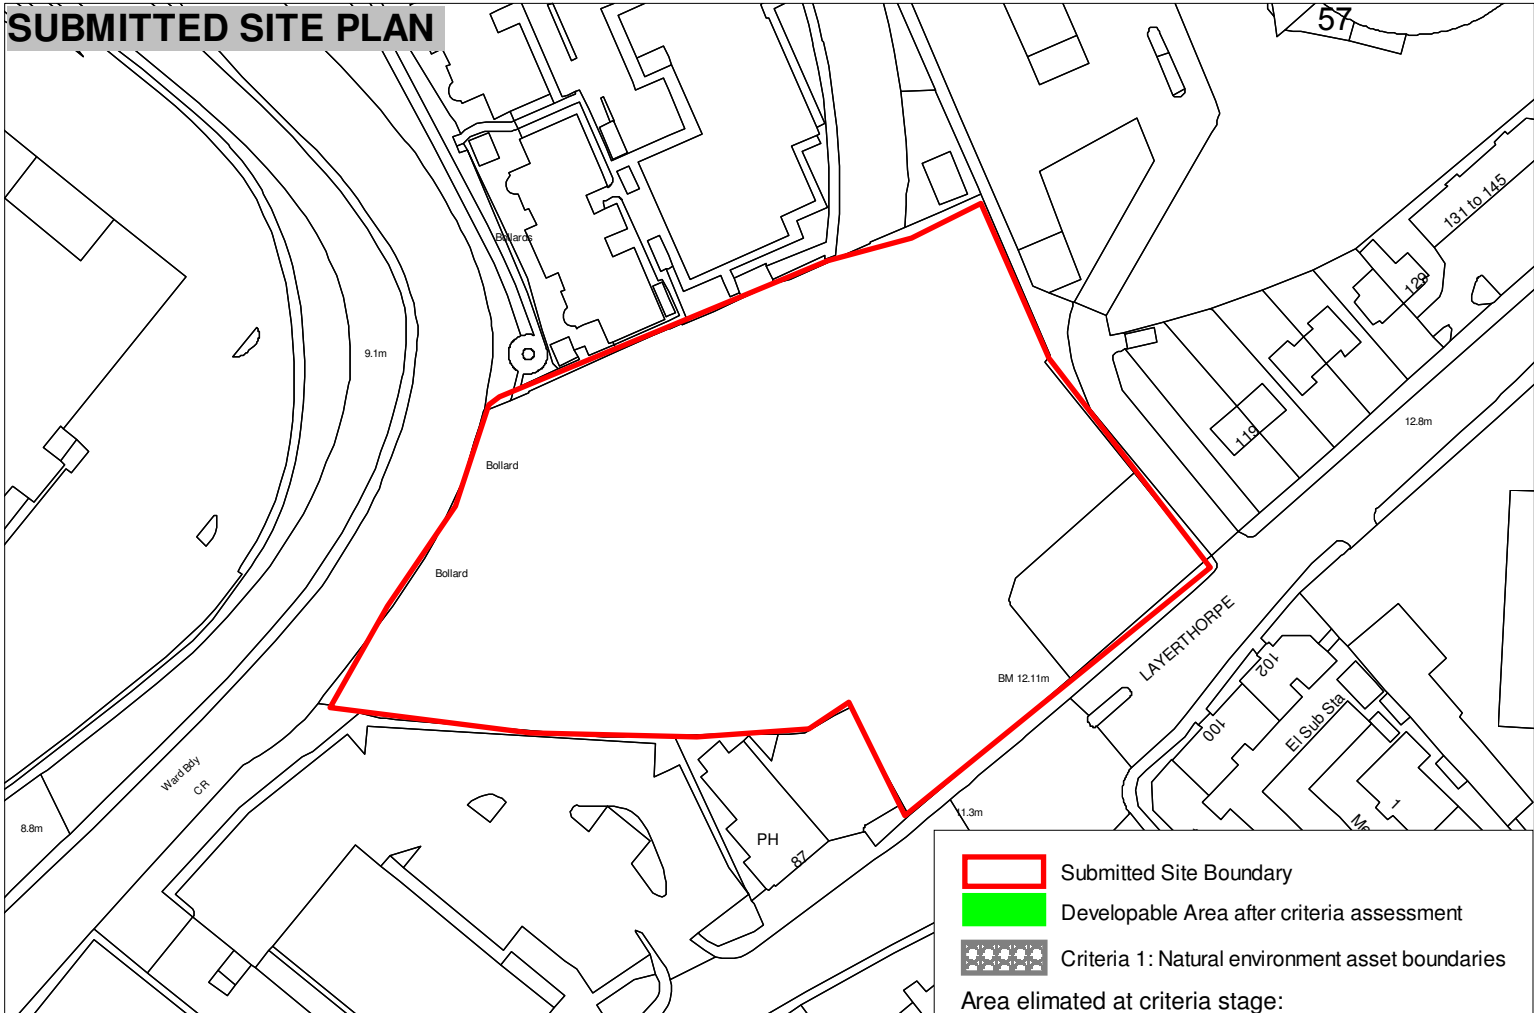 SUBMITTED SITE PLAN
57
131 to 145
Bollards
129
9.1m
12.8m
119
Bollard
Bollard
LAYERTHORPE
BM 12.11m
102
100
El Sub Sta
Ward Bdy
CR
1
8.8m
11.3m
PH
87
Submitted Site Boundary
Developable Area after criteria assessment
Criteria 1: Natural environment asset boundaries
Area elimated at criteria stage: